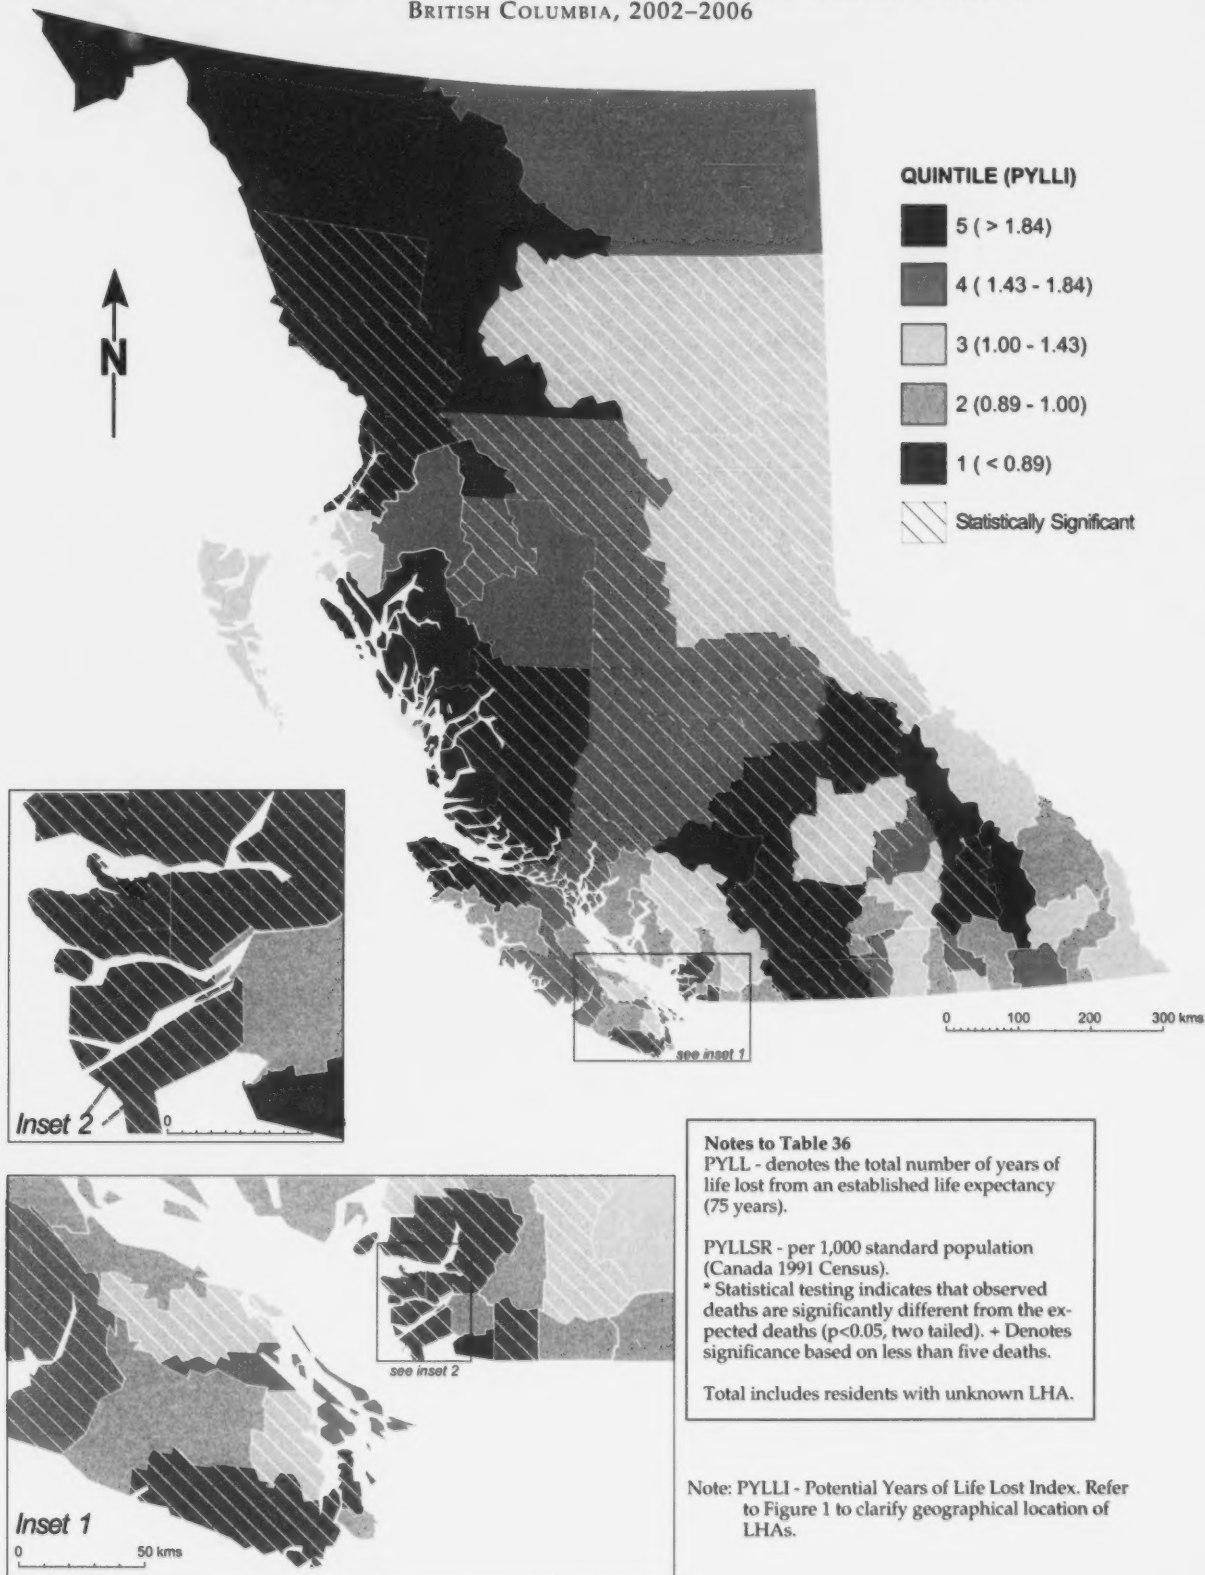 BRITISH COLUMBIA, 2002–2006
QUINTILE (PYLLI)
5 ( > 1.84)
4 ( 1.43 - 1.84)
3 (1.00 - 1.43)
2 (0.89 - 1.00)
1 ( < 0.89)
Statistically Significant
N
0 100 200 300 kms
see inset 1
Inset 2
0
Notes to Table 36
PYLL - denotes the total number of years of
life lost from an established life expectancy
(75 years).
PYLLSR - per 1,000 standard population
(Canada 1991 Census).
* Statistical testing indicates that observed
deaths are significantly different from the ex-
pected deaths (p<0.05, two tailed). + Denotes
significance based on less than five deaths.
Total includes residents with unknown LHA.
see inset 2
Inset 1
0 50 kms
Note: PYLLI - Potential Years of Life Lost Index. Refer
to Figure 1 to clarify geographical location of
LHAs.